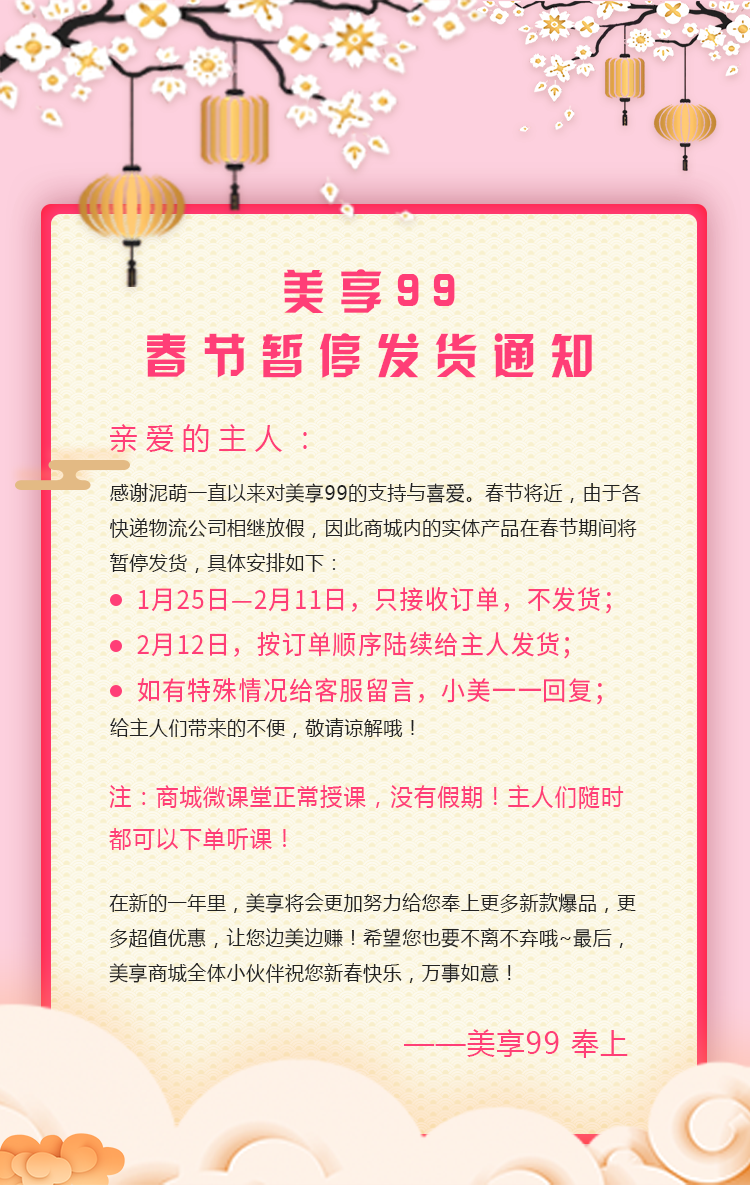 美享99
春节暂停发货通知
亲爱的主人：
感谢泥萌一直以来对美享99的支持与喜爱。春节将近，由于各
快递物流公司相继放假，因此商城内的实体产品在春节期间将
暂停发货，具体安排如下：
● 1月25日—2月11日，只接收订单，不发货；
● 2月12日，按订单顺序陆续给主人发货；
● 如有特殊情况给客服留言，小美一一回复；
给主人们带来的不便，敬请谅解哦！
注：商城微课堂正常授课，没有假期！主人们随时
都可以下单听课！
在新的一年里，美享将会更加努力给您奉上更多新款爆品，更
多超值优惠，让您边美边赚！希望您也要不离不弃哦~最后，
美享商城全体小伙伴祝您新春快乐，万事如意！
——美享99 奉上